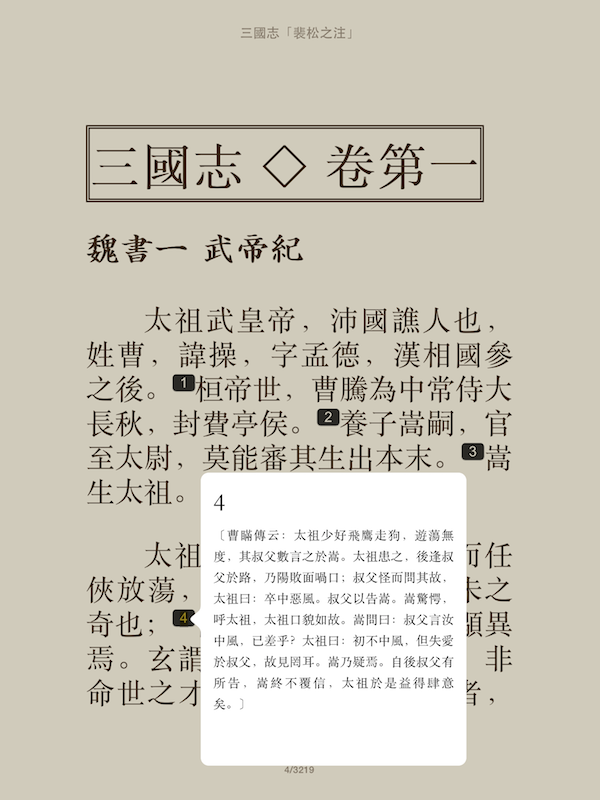 三國志「裴松之注」
三國志 ◇ 卷第一
魏書一 武帝紀
太祖武皇帝，沛國譙人也，
姓曹，諱操，字孟德，漢相國參
之後。1桓帝世，曹騰為中常侍大
長秋，封費亭侯。2養子嵩嗣，官
至太尉，莫能審其生出本末。3嵩
生太祖。
太祖
而任
俠放蕩，
未之
奇也；4
顒異
焉。玄謂
非
命世之才
者，
4
〔曹瞞傳云：太祖少好飛鷹走狗，遊蕩無
度，其叔父數言之於嵩。太祖患之，後逢叔
父於路，乃陽敗面喎口；叔父怪而問其故，
太祖曰：卒中惡風。叔父以告嵩。嵩驚愕，
呼太祖，太祖口貌如故。嵩問曰：叔父言汝
中風，已差乎？太祖曰：初不中風，但失愛
於叔父，故見罔耳。嵩乃疑焉。自後叔父有
所告，嵩終不覆信，太祖於是益得肆意
矣。〕
4/3219